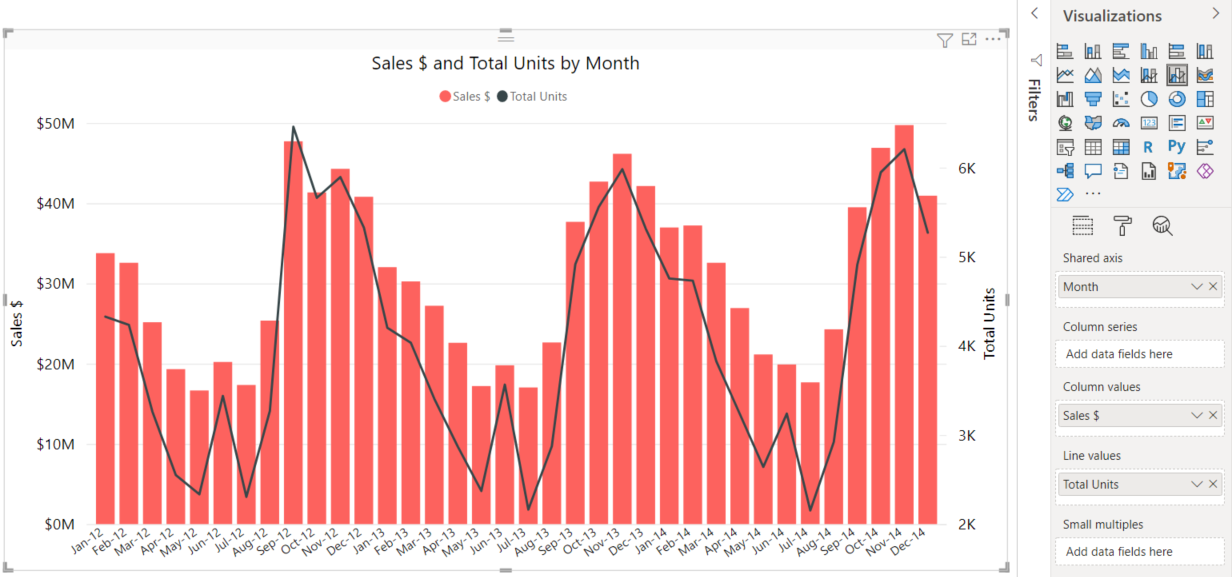 Visualizations
Filters
Sales $ and Total Units by Month
Sales $ Total Units
$50M
$40M
$30M
$20M
$10M
$0M
Sales $
6K
5K
4K
3K
2K
Total Units
Jan-12 Feb-12 Mar-12 Apr-12 May-12 Jun-12 Jul-12 Aug-12 Sep-12 Oct-12 Nov-12 Dec-12 Jan-13 Feb-13 Mar-13 Apr-13 May-13 Jun-13 Jul-13 Aug-13 Sep-13 Oct-13 Nov-13 Dec-13 Jan-14 Feb-14 Mar-14 Apr-14 May-14 Jun-14 Jul-14 Aug-14 Sep-14 Oct-14 Nov-14 Dec-14
123
R Py
Shared axis
Month
Column series
Add data fields here
Column values
Sales $
Line values
Total Units
Small multiples
Add data fields here